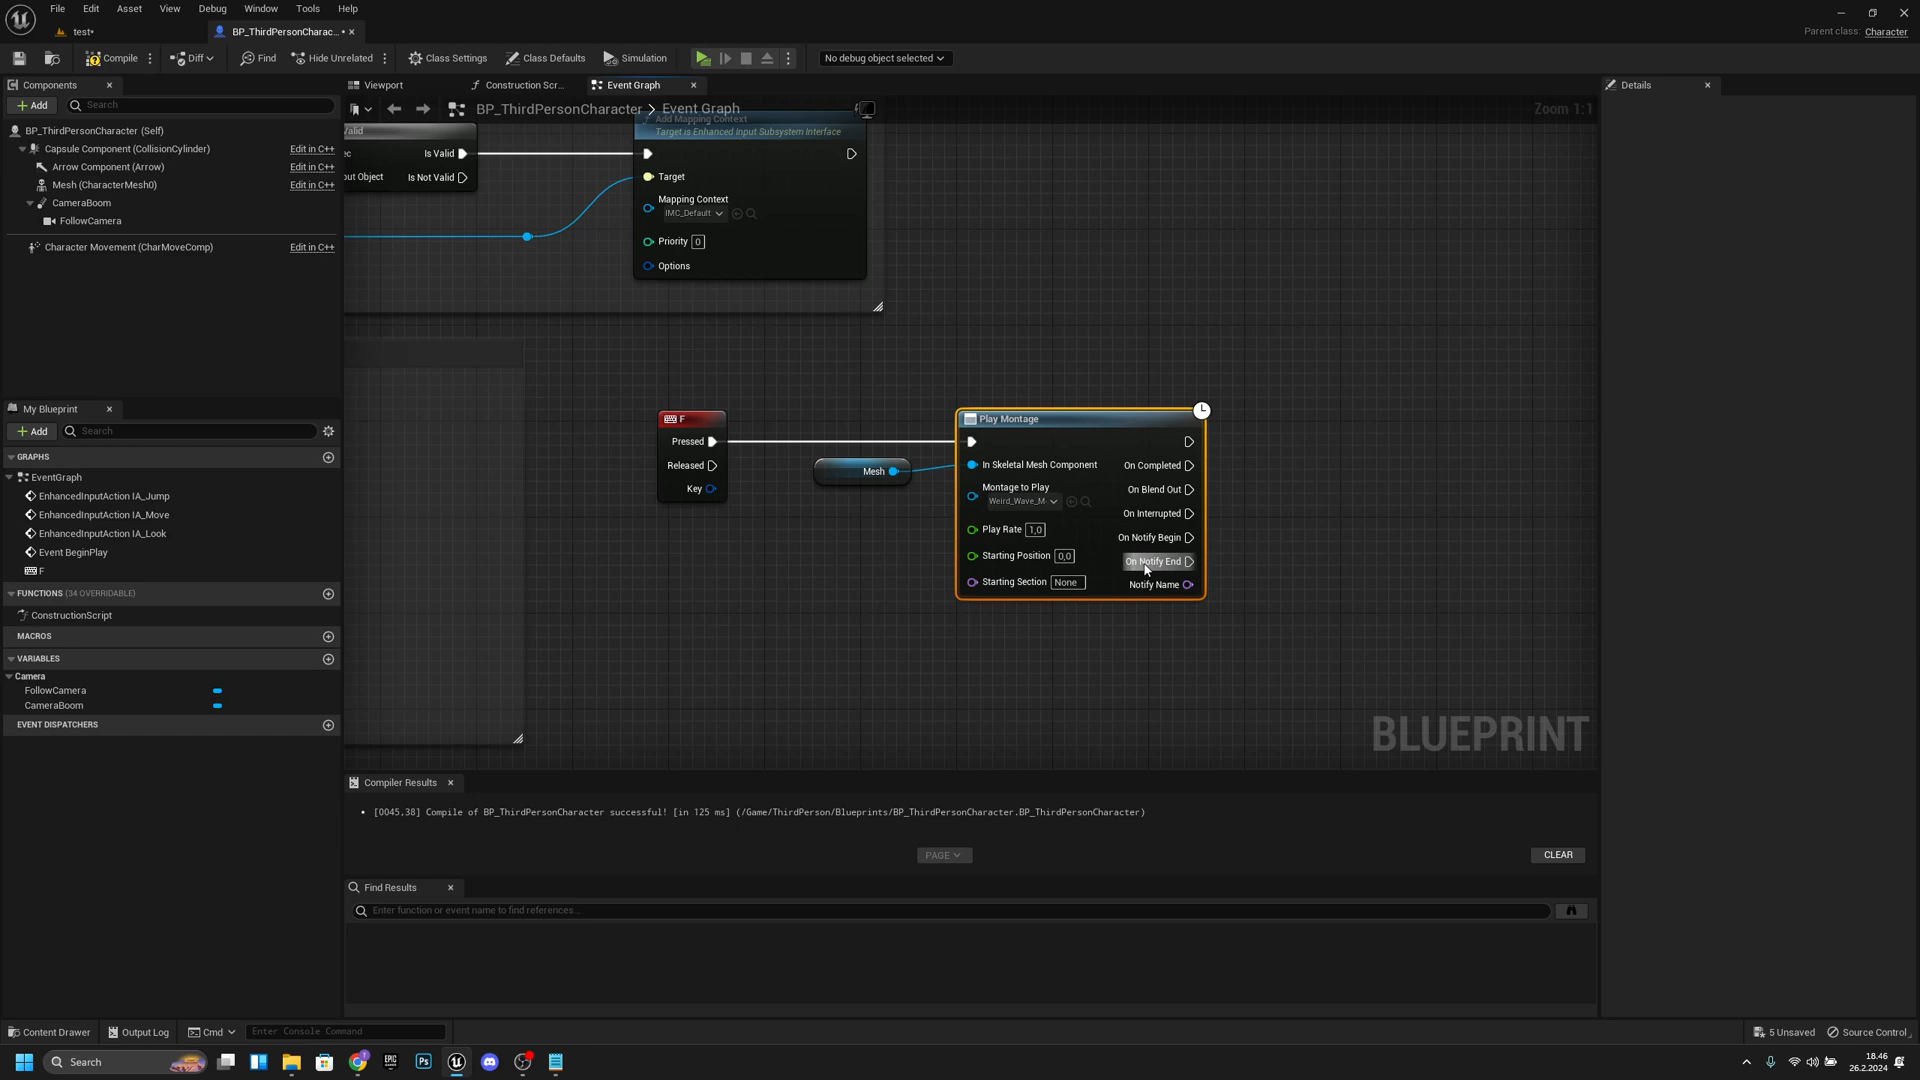 File Edit Asset View Debug Window Tools Help
test*
BP_ThirdPersonCharac... •
Parent class: Character
Compile Diff Find Hide Unrelated Class Settings Class Defaults Simulation No debug object selected
Components
Add Search
BP_ThirdPersonCharacter (Self)
Capsule Component (CollisionCylinder) Edit in C++
Arrow Component (Arrow) Edit in C++
Mesh (CharacterMesh0) Edit in C++
CameraBoom
FollowCamera
Character Movement (CharMoveComp) Edit in C++
My Blueprint
Add Search
GRAPHS
EventGraph
EnhancedInputAction IA_Jump
EnhancedInputAction IA_Move
EnhancedInputAction IA_Look
Event BeginPlay
F
FUNCTIONS (34 OVERRIDABLE)
ConstructionScript
MACROS
VARIABLES
Camera
FollowCamera
CameraBoom
EVENT DISPATCHERS
Viewport Construction Scr... Event Graph
BP_ThirdPersonCharacter > Event Graph
Zoom 1:1
Is Valid
Is Not Valid
Add Mapping Context
Target is Enhanced Input Subsystem Interface
Target
Mapping Context
IMC_Default
Priority 0
Options
F
Pressed
Released
Key
Mesh
Play Montage
In Skeletal Mesh Component
Montage to Play
Weird_Wave_M
Play Rate 1,0
Starting Position 0,0
Starting Section None
On Completed
On Blend Out
On Interrupted
On Notify Begin
On Notify End
Notify Name
BLUEPRINT
Compiler Results
• [0045,38] Compile of BP_ThirdPersonCharacter successful! [in 125 ms] (/Game/ThirdPerson/Blueprints/BP_ThirdPersonCharacter.BP_ThirdPersonCharacter)
PAGE
CLEAR
Find Results
Enter function or event name to find references...
Details
Content Drawer Output Log Cmd Enter Console Command
5 Unsaved Source Control
Search
Ps
18.46
26.2.2024